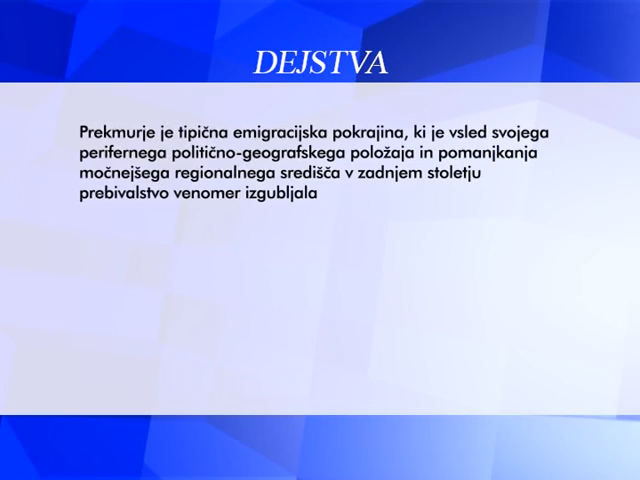 DEJSTVA
Prekmurje je tipična emigracijska pokrajina, ki je vsled svojega
perifernega politično-geografskega položaja in pomanjkanja
močnejšega regionalnega središča v zadnjem stoletju
prebivalstvo venomer izgubljala